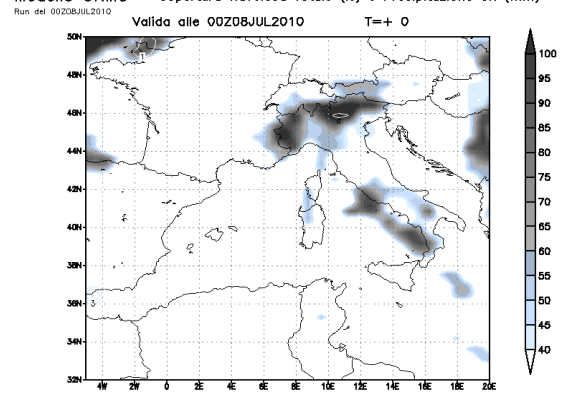 Run del 00Z08JUL2010
Valida alle 00Z08JUL2010 T=+ 0
50N
48N
46N
44N
42N
40N
38N
36N
34N
32N
4W 2W 0 2E 4E 6E 8E 10E 12E 14E 16E 18E 20E
1
3
100
95
90
85
80
75
70
65
60
55
50
45
40